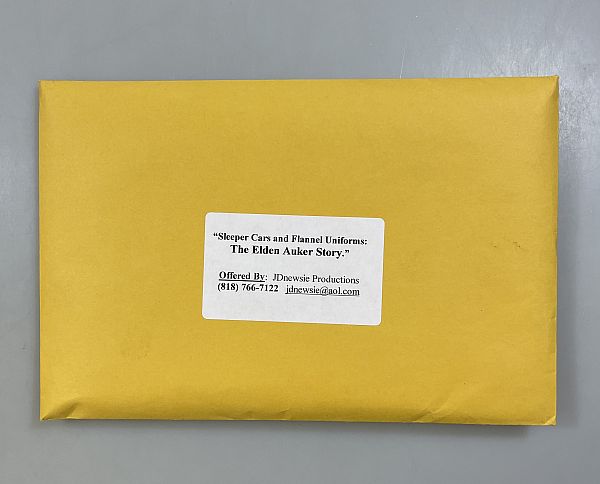 "Sleeper Cars and Flannel Uniforms:
The Elden Auker Story."
Offered By: JDnewsie Productions
(818) 766-7122 jdnewsie@aol.com